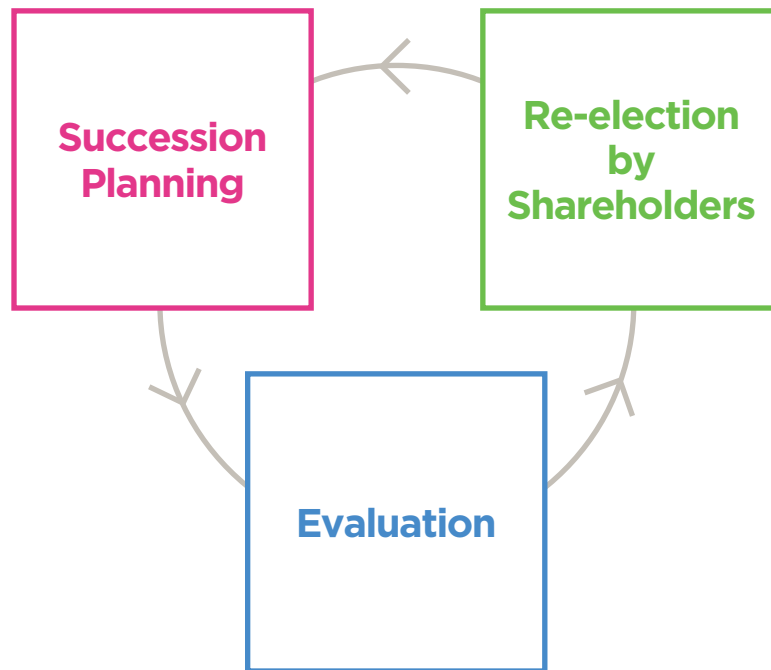 Succession
Planning
Re-election
by
Shareholders
Evaluation